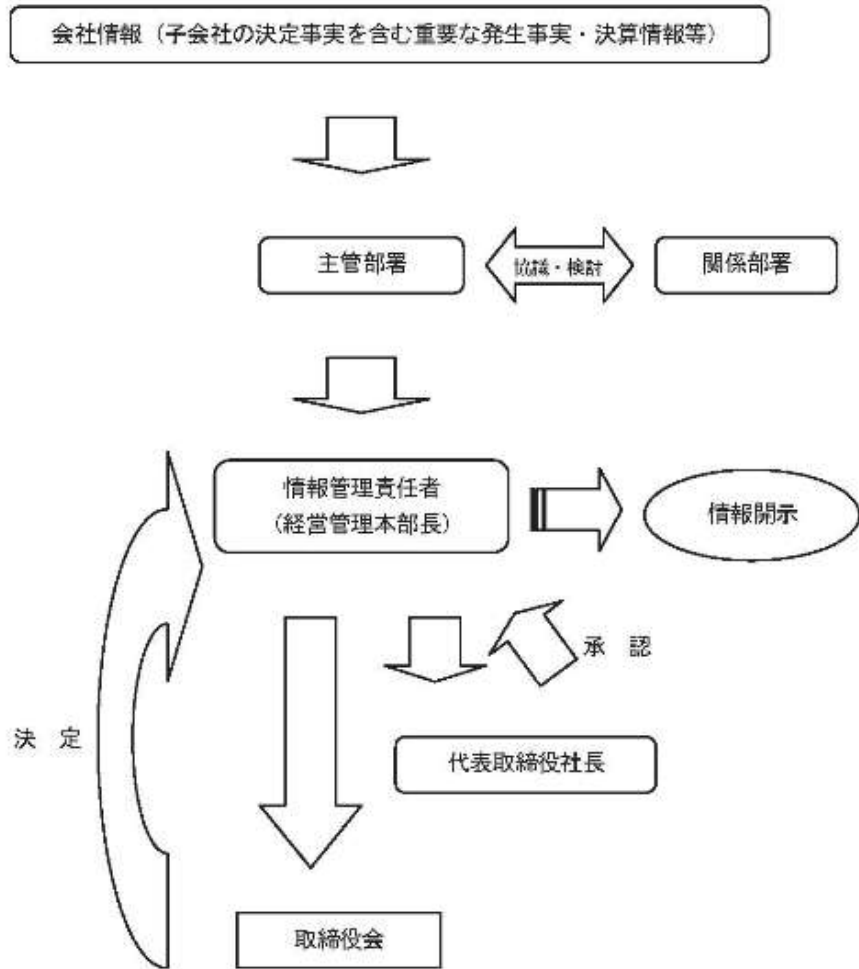 会社情報（子会社の決定事実を含む重要な発生事実・決算情報等）
主管部署
協議・検討
関係部署
情報管理責任者
（経営管理本部長）
情報開示
承　認
決　定
代表取締役社長
取締役会